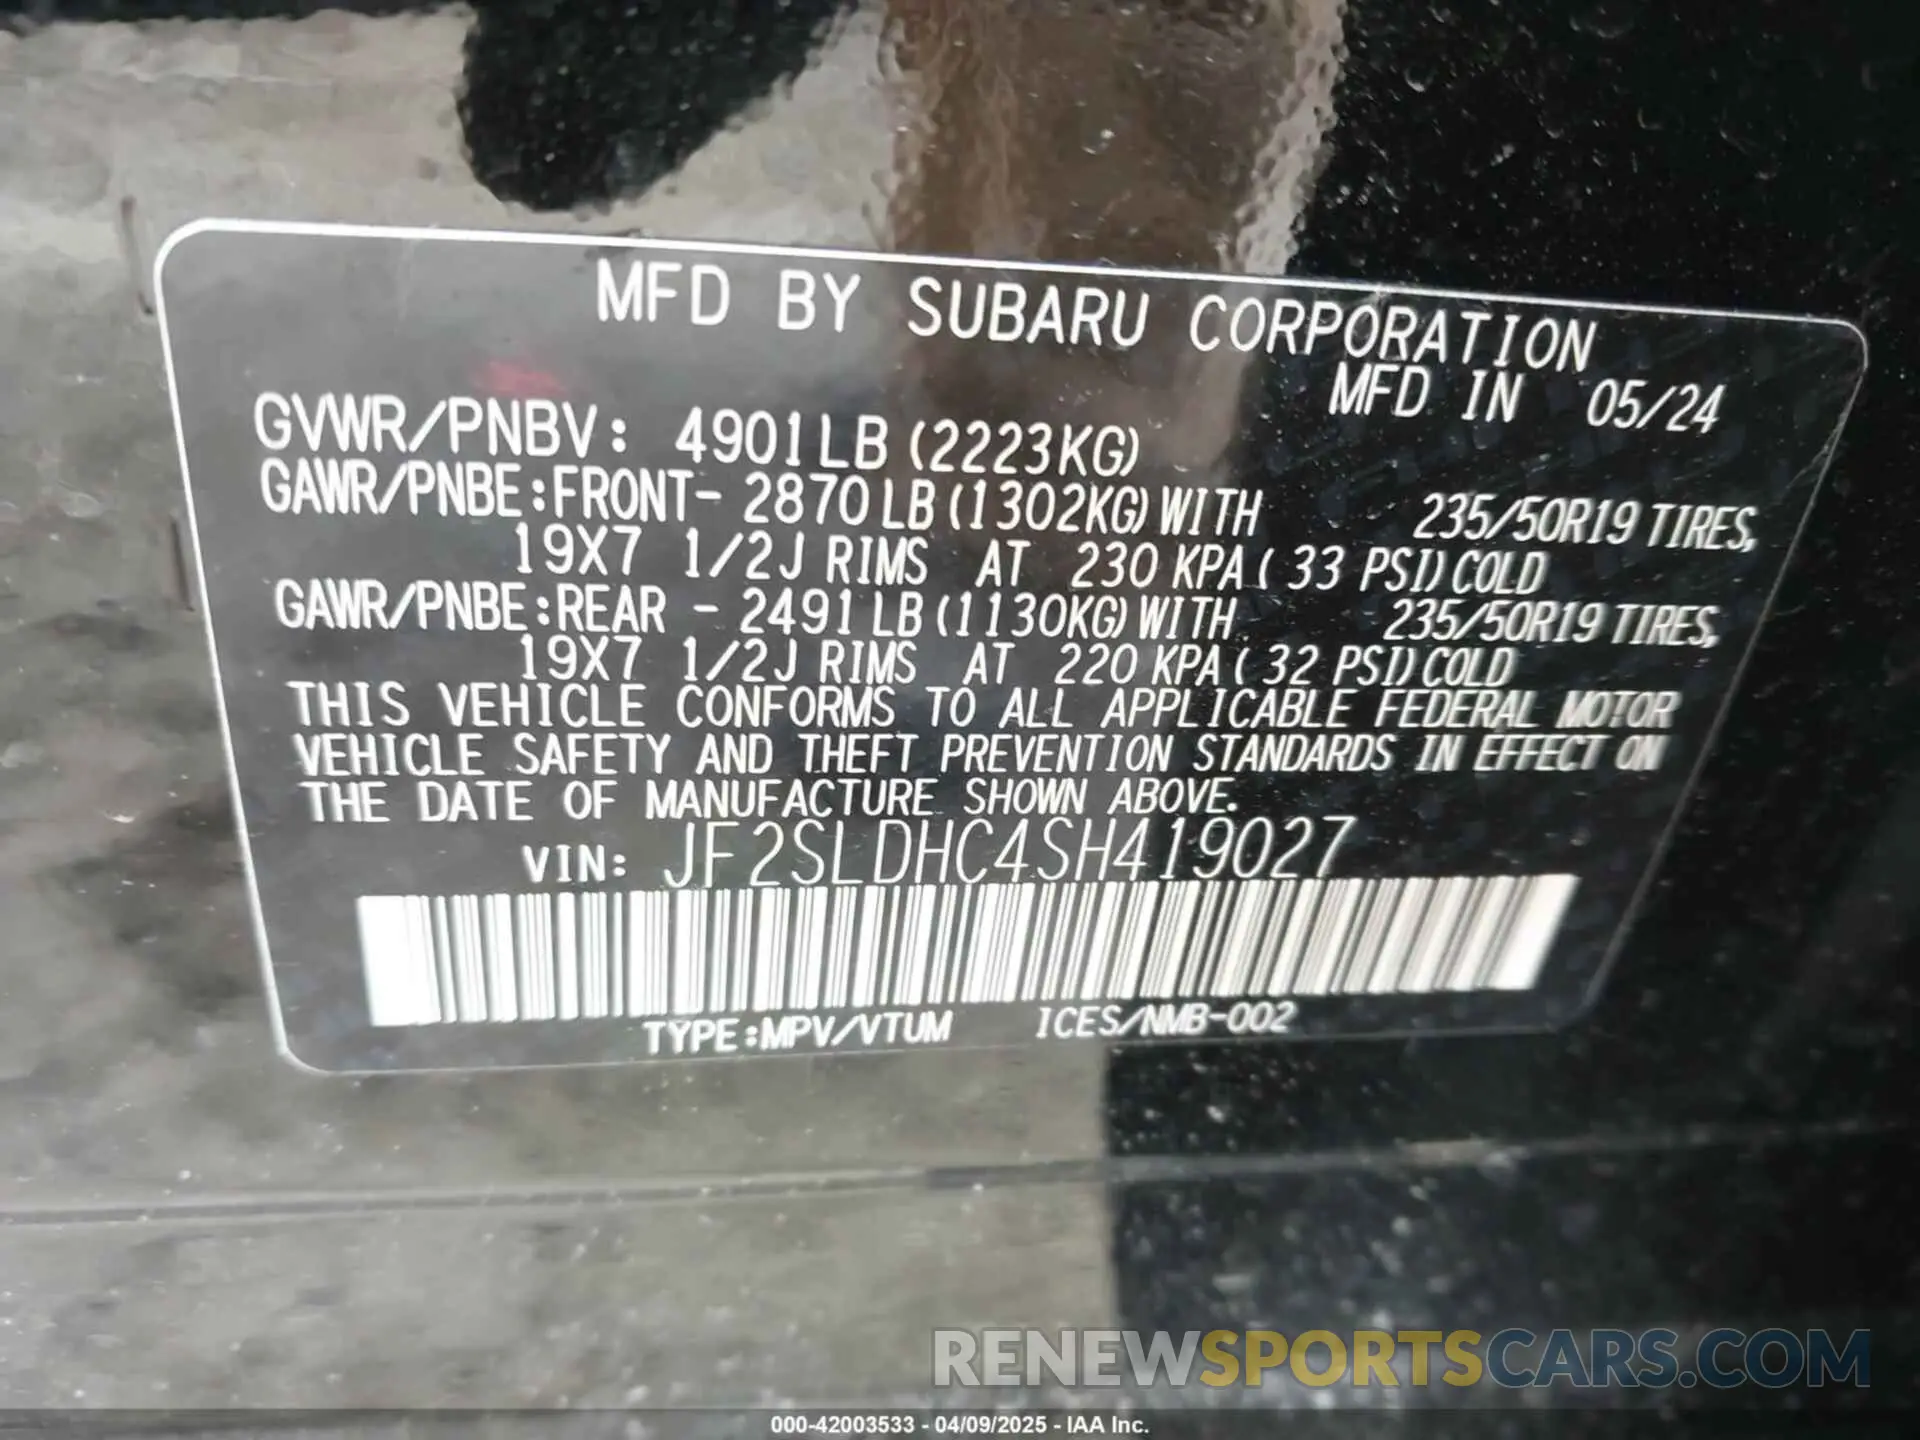 MFD BY SUBARU CORPORATION
MFD IN 05/24
GVWR/PNBV: 4901LB (2223KG)
GAWR/PNBE:FRONT- 2870LB (1302KG) WITH 235/50R19 TIRES,
19X7 1/2J RIMS AT 230 KPA ( 33 PSI) COLD
GAWR/PNBE:REAR - 2491LB (1130KG) WITH 235/50R19 TIRES,
19X7 1/2J RIMS AT 220 KPA ( 32 PSI) COLD
THIS VEHICLE CONFORMS TO ALL APPLICABLE FEDERAL MOTOR
VEHICLE SAFETY AND THEFT PREVENTION STANDARDS IN EFFECT ON
THE DATE OF MANUFACTURE SHOWN ABOVE.
VIN: JF2SLDHC4SH419027
TYPE:MPV/VTUM ICES/NMB-002
RENEWSPORTSCARS.COM
000-42003533 - 04/09/2025 - IAA Inc.